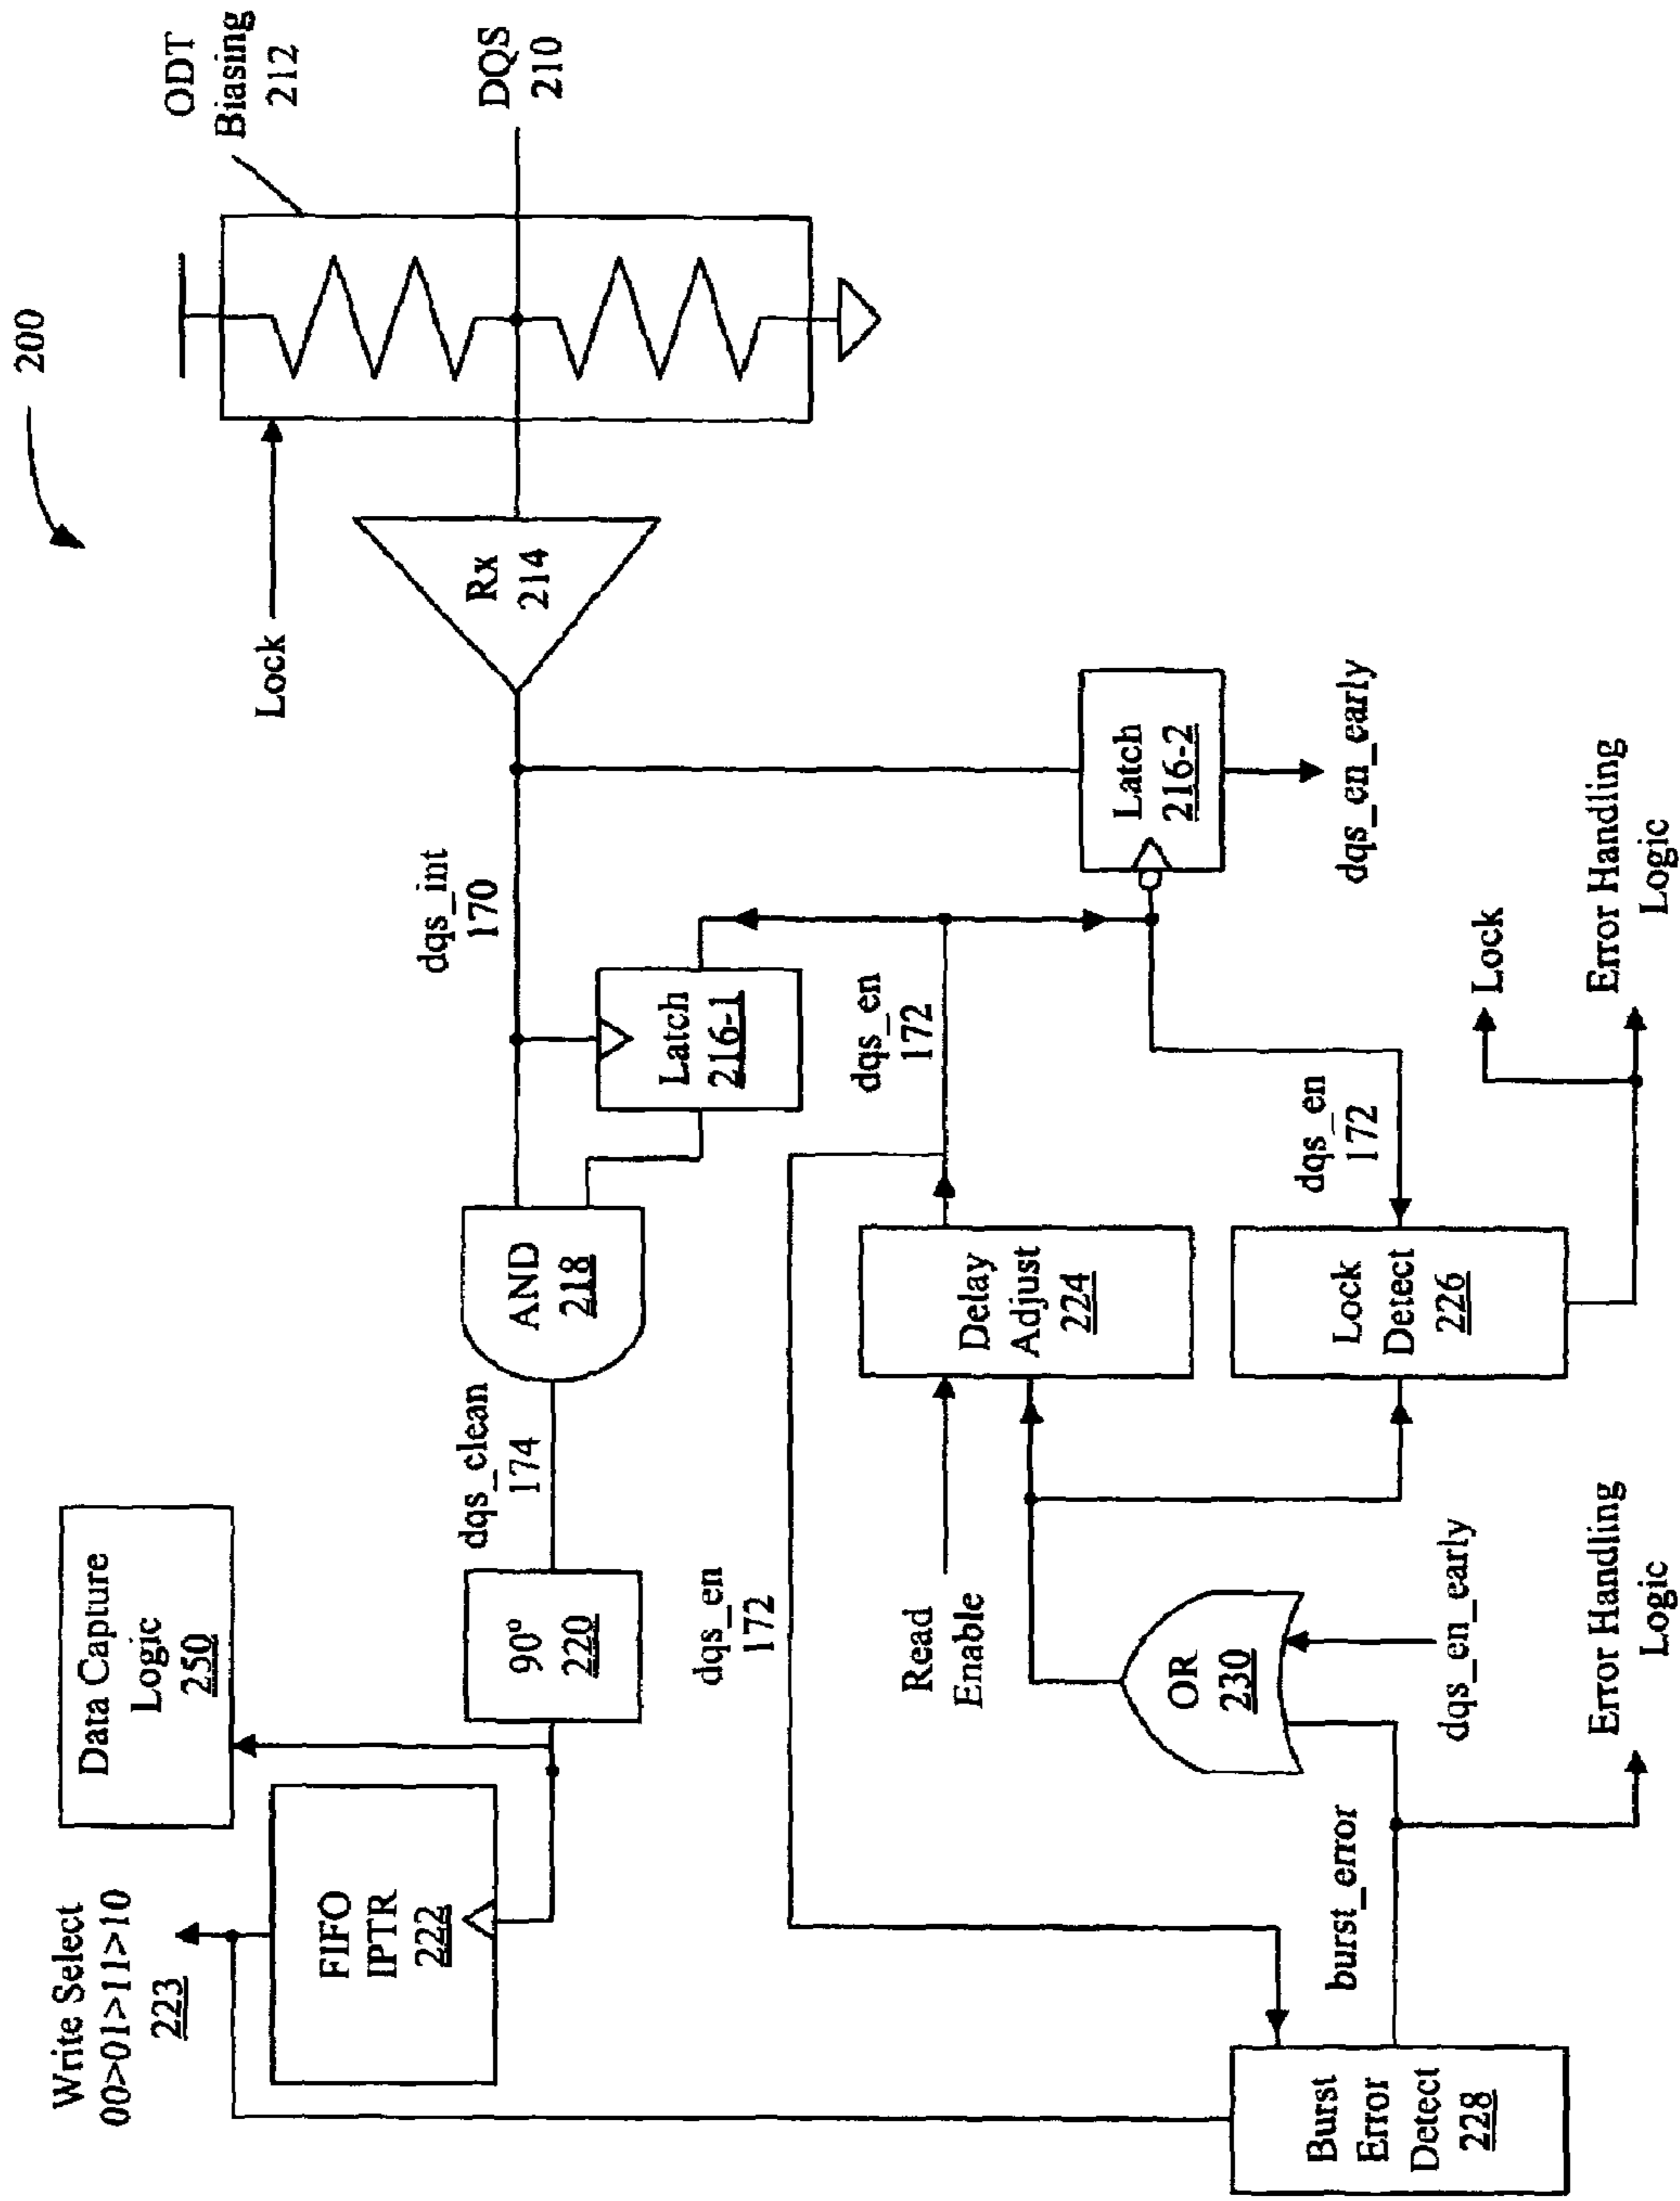 200
Write Select
00>01>11>10
223
Data Capture
Logic
250
ODT
Biasing
212
FIFO
IPTR
222
90°
220
dqs_clean
174
AND
218
dqs_int
170
Lock
Rx
214
DQS
210
Latch
216-1
dqs_en
172
Read
Enable
Delay
Adjust
224
dqs_en
172
Latch
216-2
dqs_en_early
OR
230
dqs_en_early
Lock
Detect
226
dqs_en
172
Lock
Error Handling
Logic
Burst
Error
Detect
228
burst_error
Error Handling
Logic